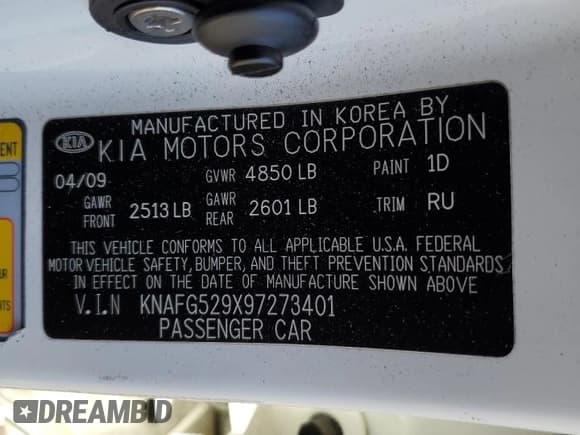 MANUFACTURED IN KOREA BY
KIA KIA MOTORS CORPORATION
04/09 GVWR 4850 LB PAINT 1D
GAWR FRONT 2513 LB GAWR REAR 2601 LB TRIM RU
THIS VEHICLE CONFORMS TO ALL APPLICABLE U.S.A. FEDERAL
MOTOR VEHICLE SAFETY, BUMPER, AND THEFT PREVENTION STANDARDS
IN EFFECT ON THE DATE OF MANUFACTURE SHOWN ABOVE
V.I.N KNAFG529X97273401
PASSENGER CAR
DREAMBID